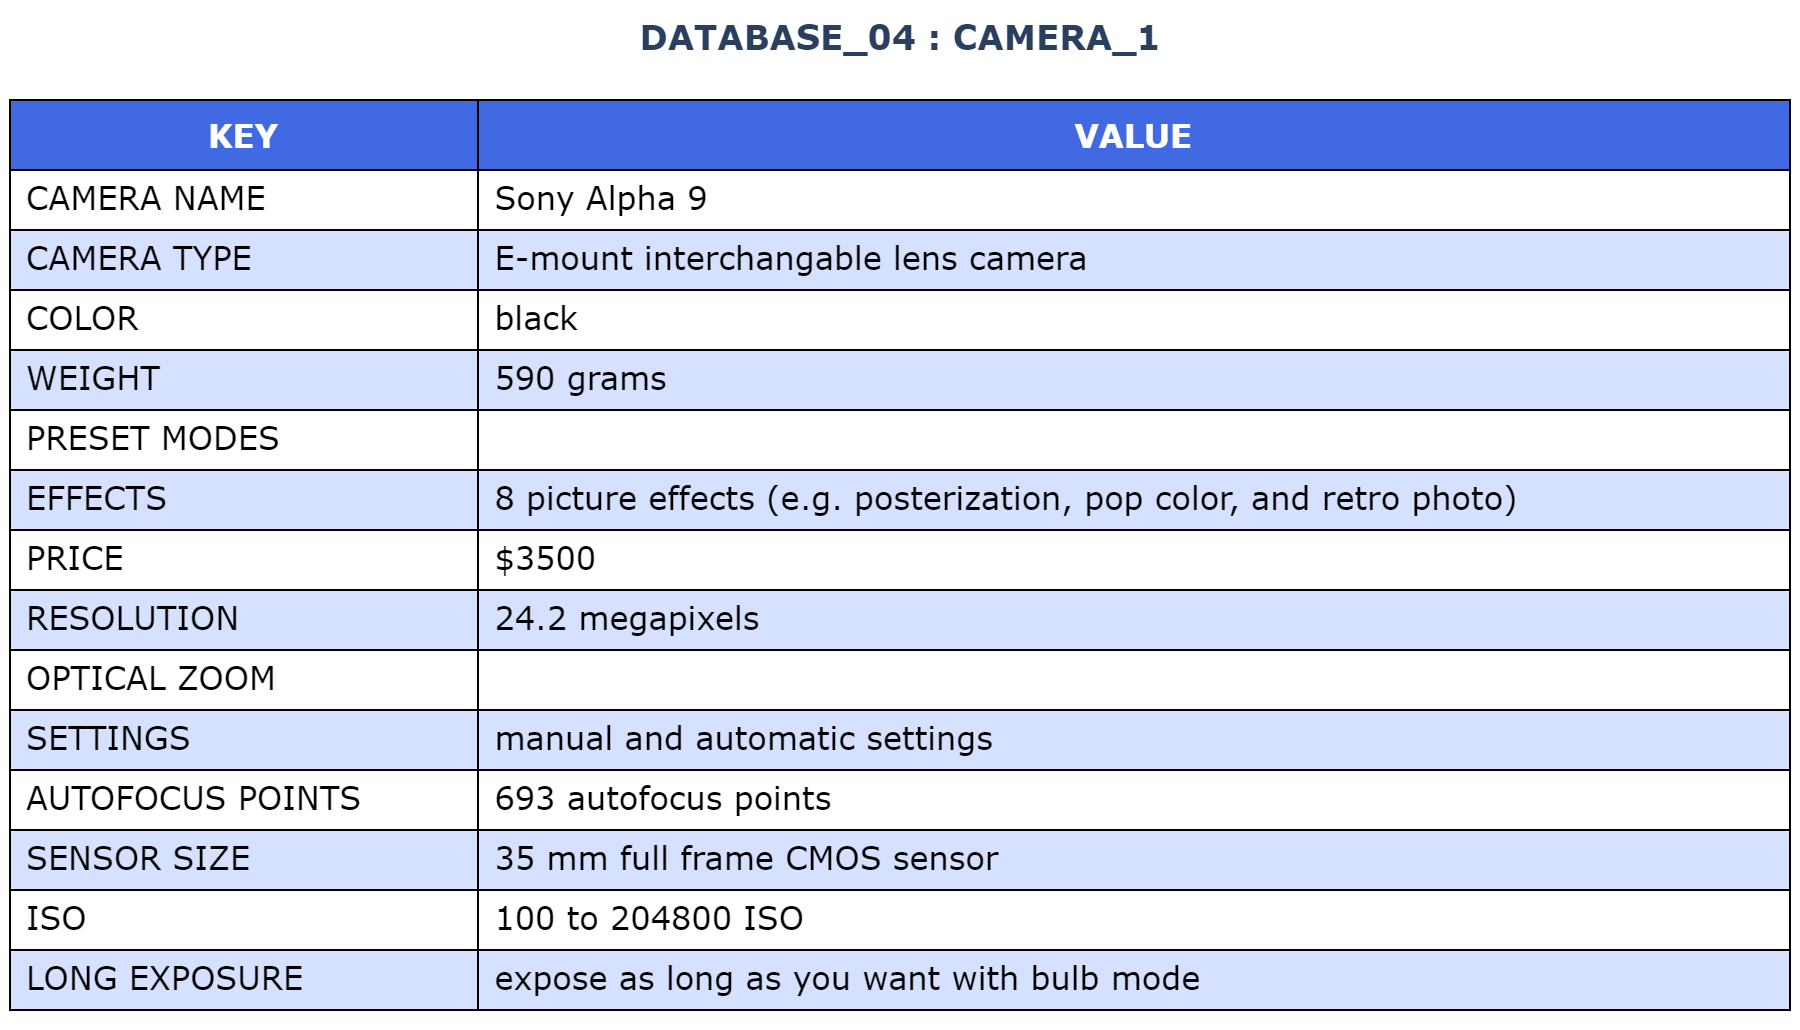 DATABASE_04 : CAMERA_1
KEY VALUE
CAMERA NAME Sony Alpha 9
CAMERA TYPE E-mount interchangable lens camera
COLOR black
WEIGHT 590 grams
PRESET MODES
EFFECTS 8 picture effects (e.g. posterization, pop color, and retro photo)
PRICE $3500
RESOLUTION 24.2 megapixels
OPTICAL ZOOM
SETTINGS manual and automatic settings
AUTOFOCUS POINTS 693 autofocus points
SENSOR SIZE 35 mm full frame CMOS sensor
ISO 100 to 204800 ISO
LONG EXPOSURE expose as long as you want with bulb mode